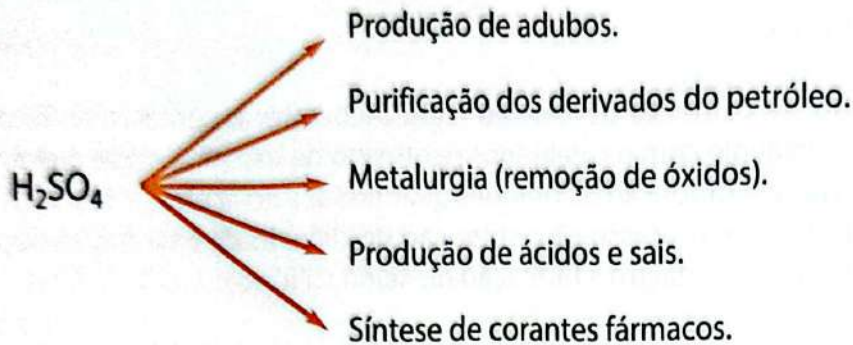 Produção de adubos.
Purificação dos derivados do petróleo.
H₂SO₄
Metalurgia (remoção de óxidos).
Produção de ácidos e sais.
Síntese de corantes fármacos.